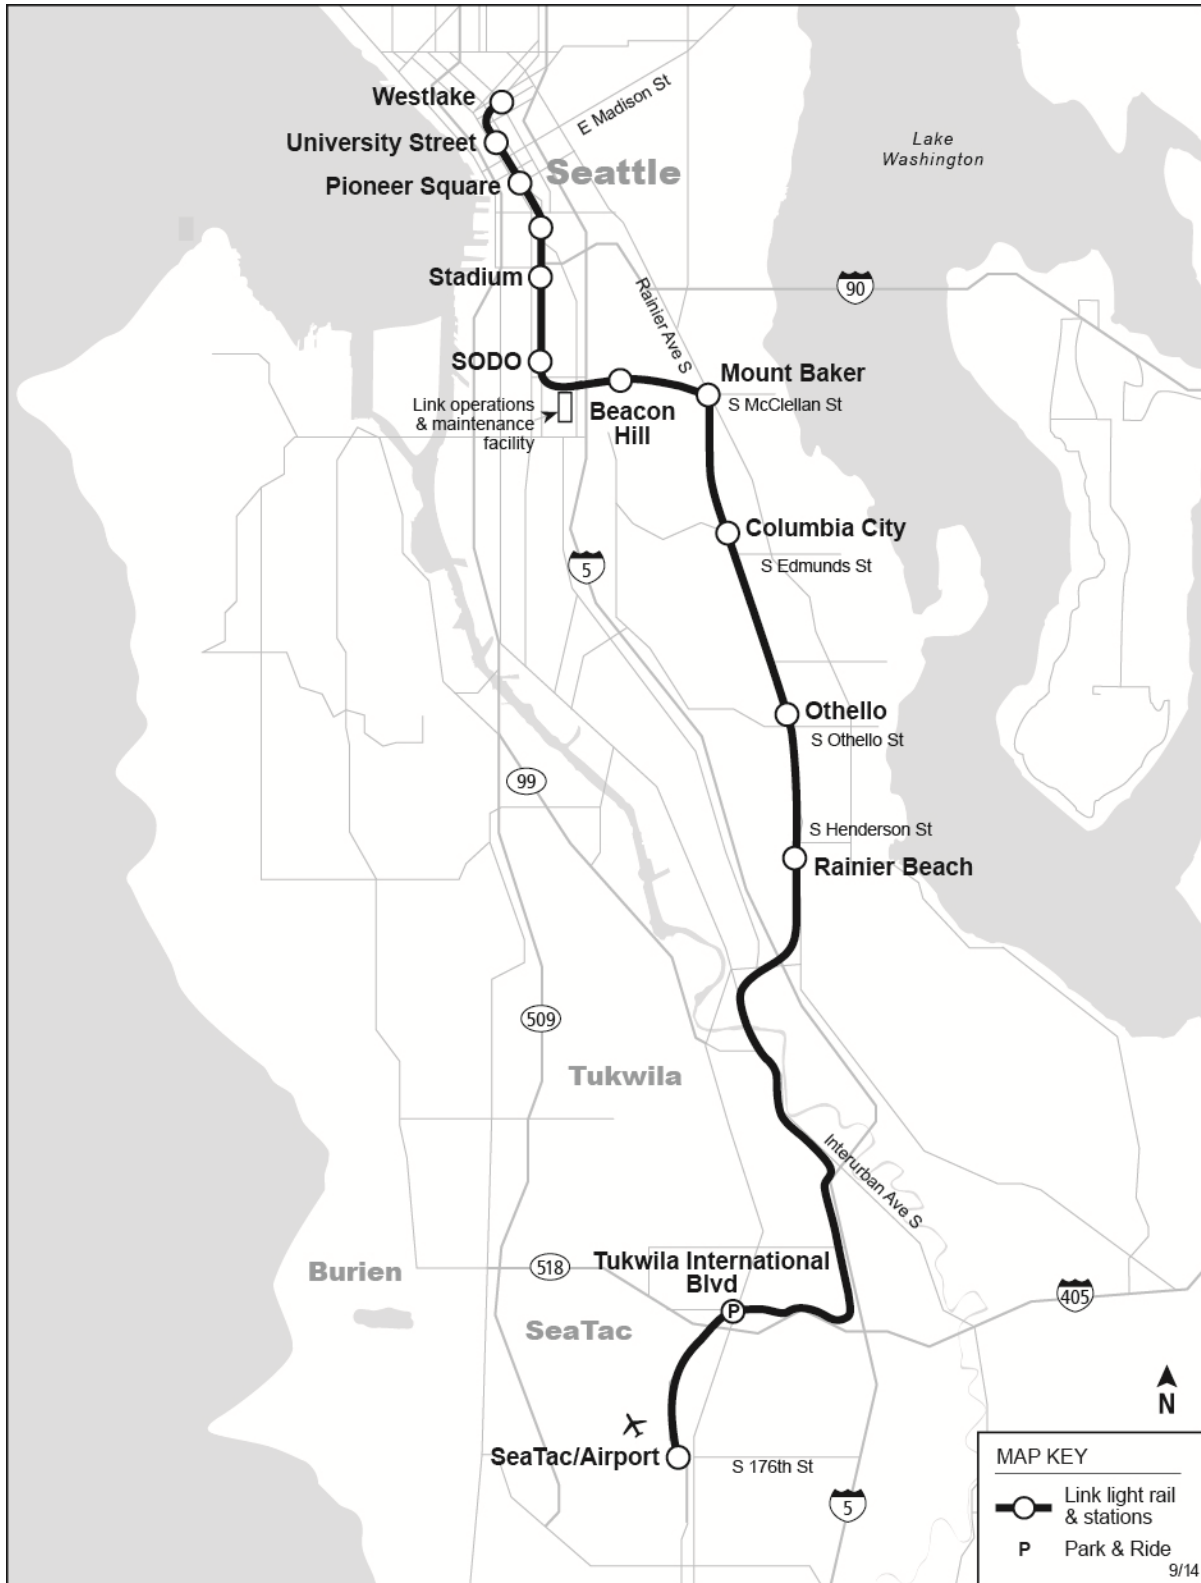 Westlake
University Street
Pioneer Square
E Madison St
Seattle
Lake
Washington
Stadium
Rainier Ave S
90
SODO
Link operations
& maintenance
facility
Beacon
Hill
Mount Baker
S McClellan St
Columbia City
S Edmunds St
5
Othello
S Othello St
99
S Henderson St
Rainier Beach
509
Tukwila
Interurban Ave S
Burien
518
Tukwila International
Blvd
P
405
SeaTac
N
SeaTac/Airport
S 176th St
5
MAP KEY
Link light rail
& stations
P Park & Ride
9/14